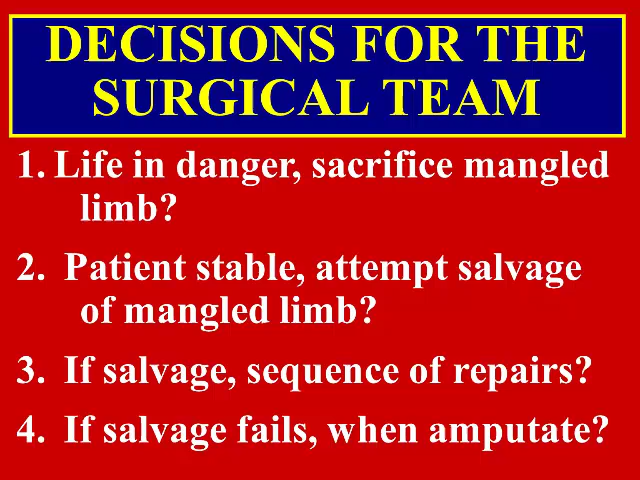 DECISIONS FOR THE
SURGICAL TEAM
1. Life in danger, sacrifice mangled
limb?
2. Patient stable, attempt salvage
of mangled limb?
3. If salvage, sequence of repairs?
4. If salvage fails, when amputate?